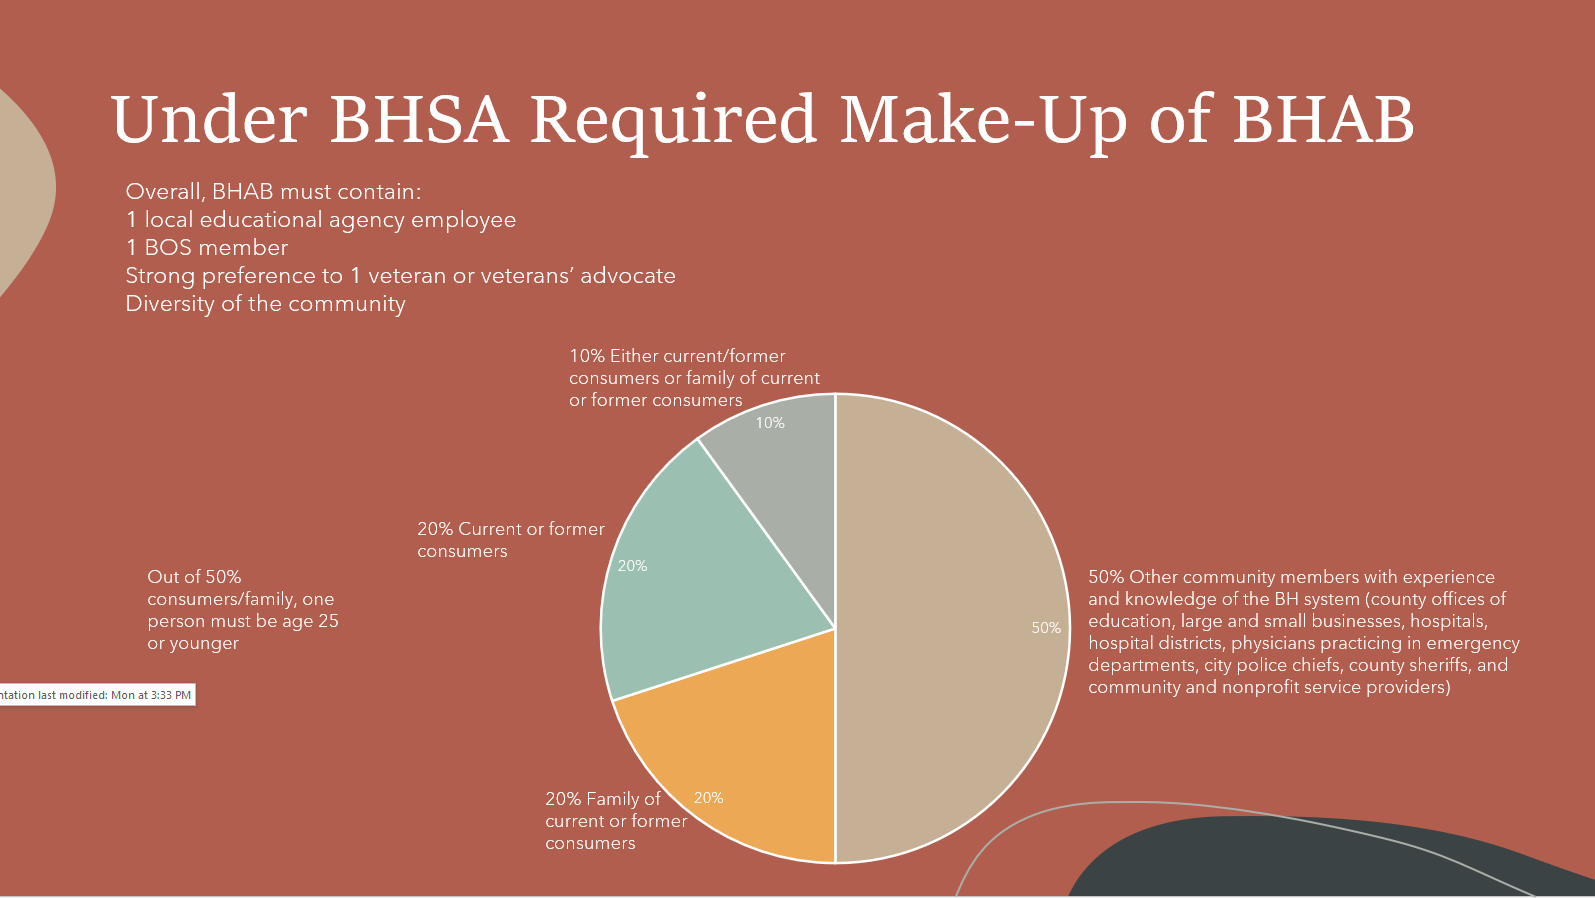 Under BHSA Required Make-Up of BHAB
Overall, BHAB must contain:
1 local educational agency employee
1 BOS member
Strong preference to 1 veteran or veterans’ advocate
Diversity of the community
10% Either current/former
consumers or family of current
or former consumers
10%
20% Current or former
consumers
20%
Out of 50%
consumers/family, one
person must be age 25
or younger
50%
50% Other community members with experience
and knowledge of the BH system (county offices of
education, large and small businesses, hospitals,
hospital districts, physicians practicing in emergency
departments, city police chiefs, county sheriffs, and
community and nonprofit service providers)
ntation last modified: Mon at 3:33 PM
20% Family of
current or former
consumers
20%